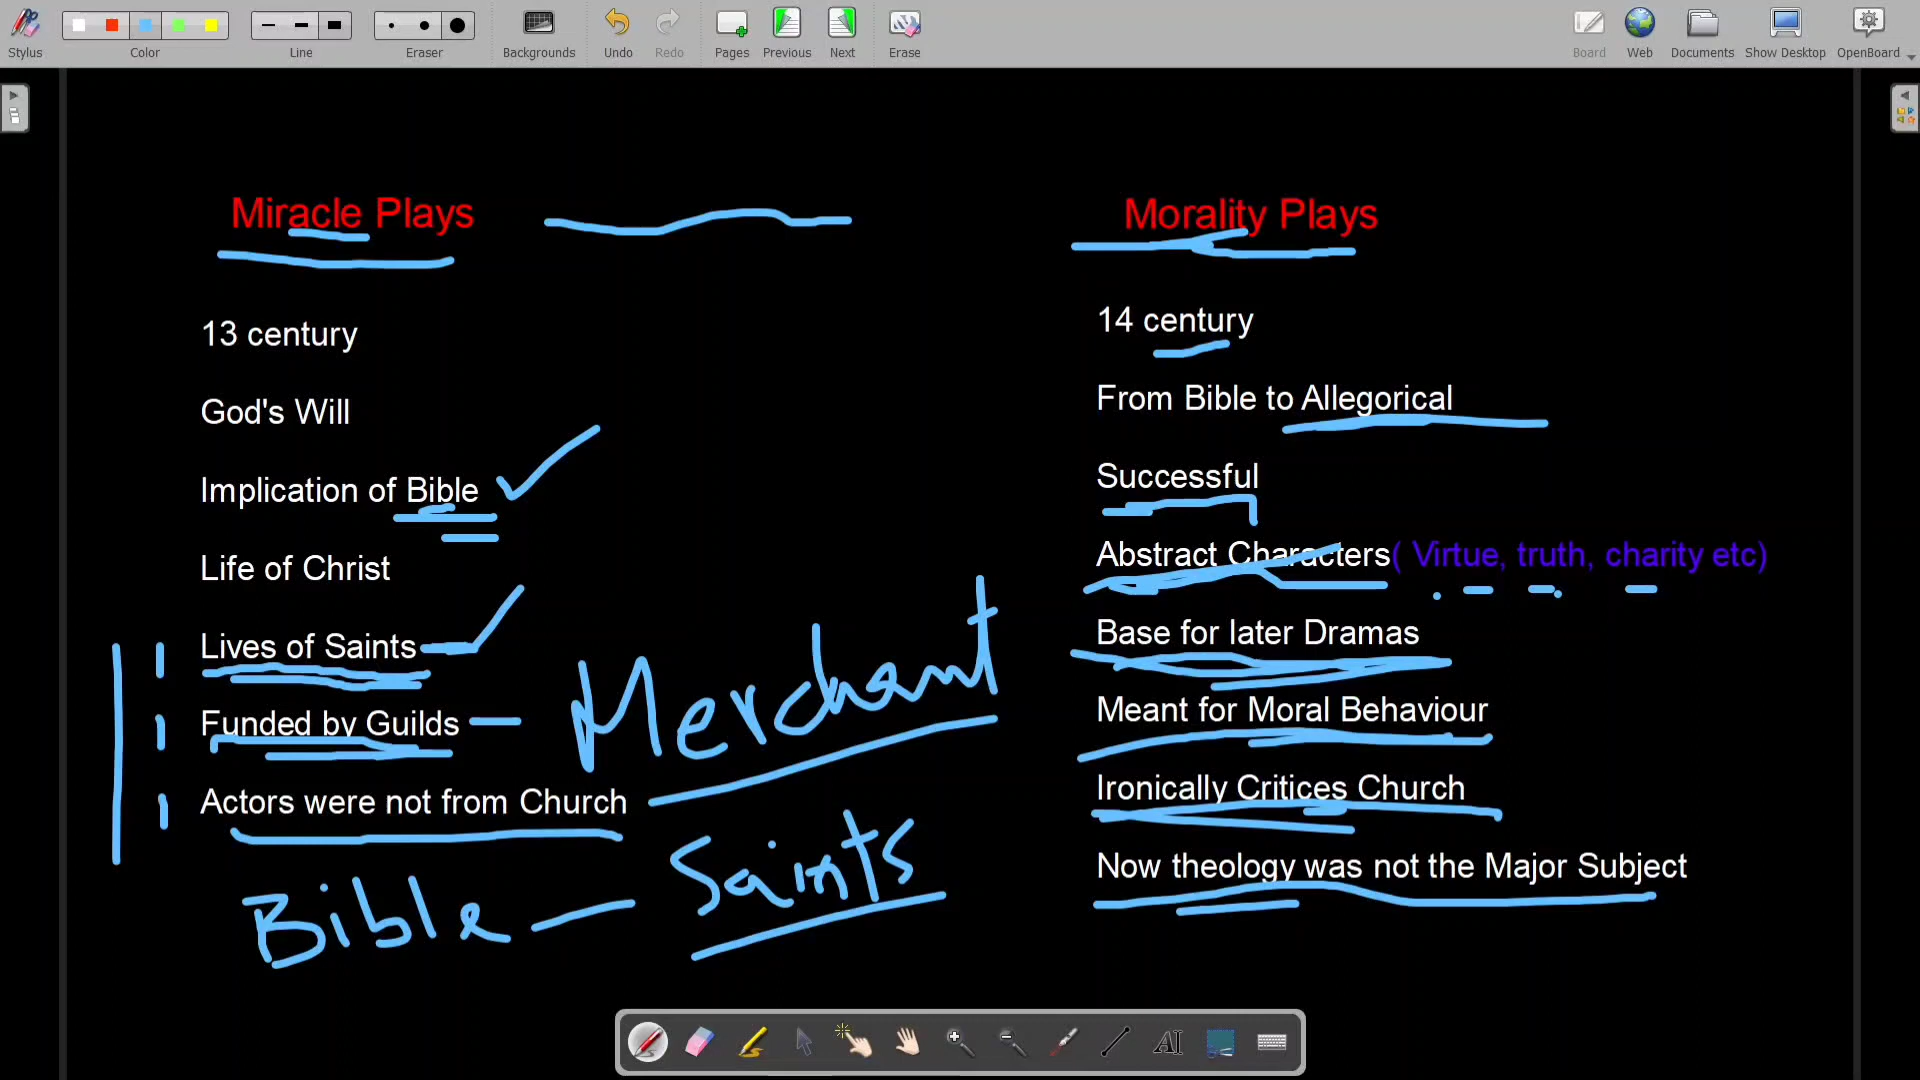 Stylus
Color
Line
Eraser
Backgrounds
Undo
Redo
Pages
Previous
Next
Erase
Board
Web
Documents
Show Desktop
OpenBoard
Miracle Plays
13 century
God's Will
Implication of Bible
Life of Christ
Lives of Saints
Funded by Guilds
Merchant
Actors were not from Church
Bible - Saints
Morality Plays
14 century
From Bible to Allegorical
Successful
Abstract Characters( Virtue, truth, charity etc)
Base for later Dramas
Meant for Moral Behaviour
Ironically Critices Church
Now theology was not the Major Subject
AI